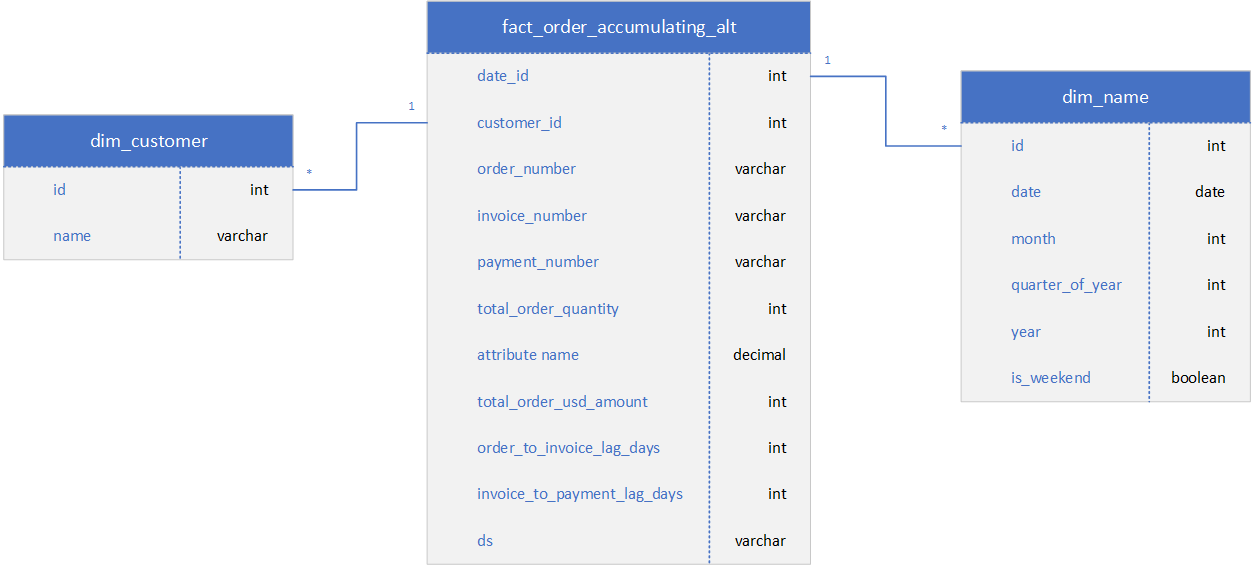 fact_order_accumulating_alt
date_id int
customer_id int
order_number varchar
invoice_number varchar
payment_number varchar
total_order_quantity int
attribute name decimal
total_order_usd_amount int
order_to_invoice_lag_days int
invoice_to_payment_lag_days int
ds varchar
1
*
dim_customer
id int
name varchar
1
*
dim_name
id int
date date
month int
quarter_of_year int
year int
is_weekend boolean